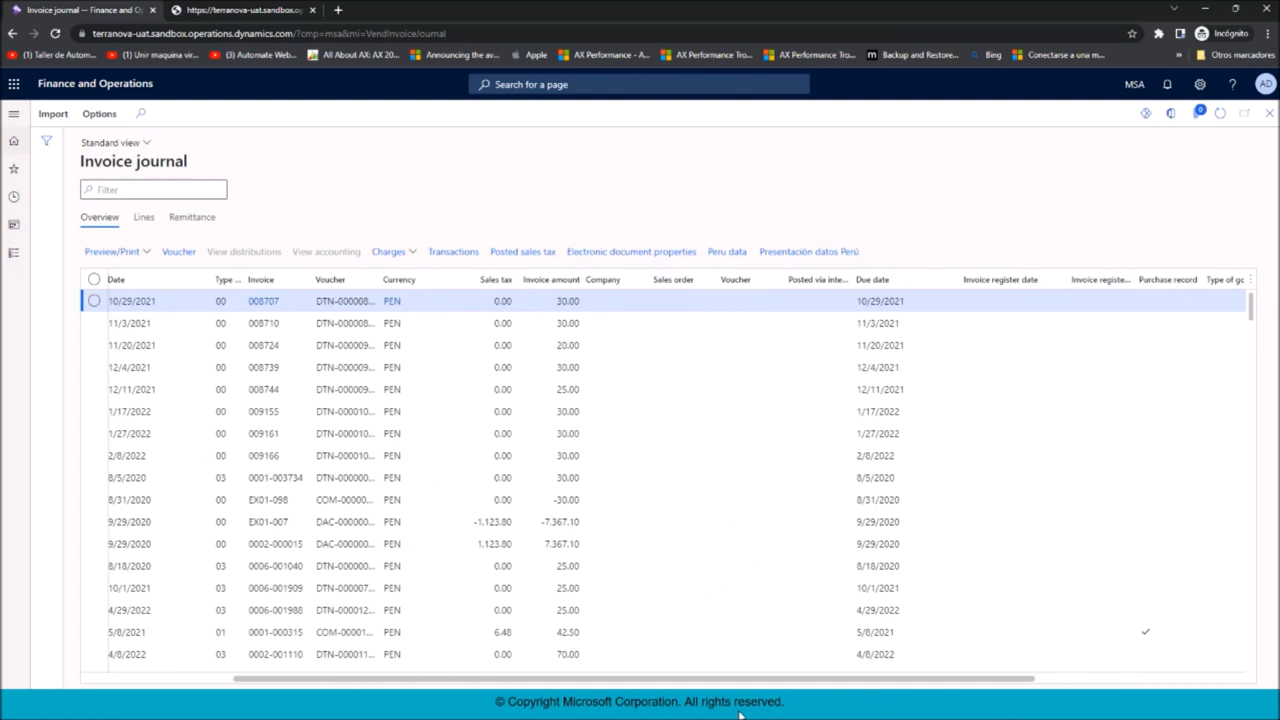 Invoice journal -- Finance and Operations
https://terranova-uat.sandbox.op
terranova-uat.sandbox.operations.dynamics.com/?cmp=msa&mi=VendInvoiceJournal
Incógnito
(1) Taller de Autom...
(1) Unir maquina vir...
(3) Automate Web...
All About AX: AX 20...
Announcing the av...
Apple
AX Performance - A...
AX Performance Tro...
AX Performance Tro...
Backup and Restore...
Bing
Conectarse a una m...
Otros marcadores
Finance and Operations
Search for a page
MSA
AD
Import Options
0
Standard view
Invoice journal
Filter
Overview Lines Remittance
Preview/Print Voucher View distributions View accounting Charges Transactions Posted sales tax Electronic document properties Peru data Presentación datos Perú
Date Type ... Invoice Voucher Currency Sales tax Invoice amount Company Sales order Voucher Posted via inte... Due date Invoice register date Invoice registe... Purchase record Type of gc
10/29/2021 00 008707 DTN-000008... PEN 0.00 30.00 10/29/2021
11/3/2021 00 008710 DTN-000008... PEN 0.00 30.00 11/3/2021
11/20/2021 00 008724 DTN-000009... PEN 0.00 20.00 11/20/2021
12/4/2021 00 008739 DTN-000009... PEN 0.00 30.00 12/4/2021
12/11/2021 00 008744 DTN-000009... PEN 0.00 25.00 12/11/2021
1/17/2022 00 009155 DTN-000010... PEN 0.00 30.00 1/17/2022
1/27/2022 00 009161 DTN-000010... PEN 0.00 30.00 1/27/2022
2/8/2022 00 009166 DTN-000010... PEN 0.00 30.00 2/8/2022
8/5/2020 03 0001-003734 DTN-000000... PEN 0.00 30.00 8/5/2020
8/31/2020 00 EX01-098 COM-00000... PEN 0.00 -30.00 8/31/2020
9/29/2020 00 EX01-007 DAC-000000... PEN -1,123.80 -7,367.10 9/29/2020
9/29/2020 00 0002-000015 DAC-000000... PEN 1,123.80 7,367.10 9/29/2020
8/18/2020 03 0006-001040 DTN-000000... PEN 0.00 25.00 8/18/2020
10/1/2021 03 0006-001909 DTN-000007... PEN 0.00 25.00 10/1/2021
4/29/2022 03 0006-001988 DTN-000012... PEN 0.00 25.00 4/29/2022
5/8/2021 01 0001-000315 COM-00001... PEN 6.48 42.50 5/8/2021
4/8/2022 03 0002-001110 DTN-000011... PEN 0.00 70.00 4/8/2022
© Copyright Microsoft Corporation. All rights reserved.